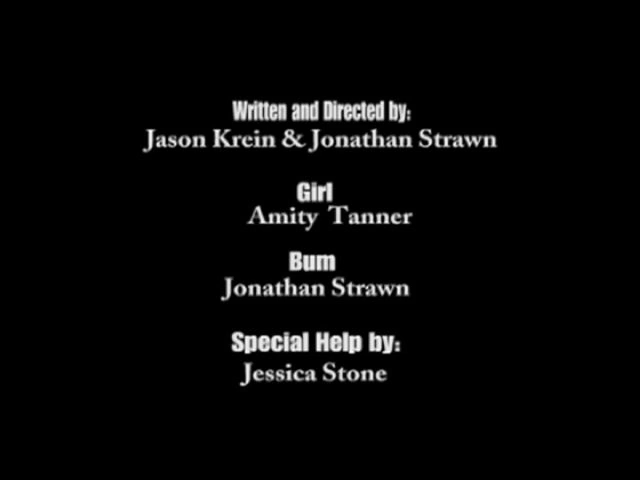 Written and Directed by:
Jason Krein & Jonathan Strawn
Girl
Amity Tanner
Bum
Jonathan Strawn
Special Help by:
Jessica Stone